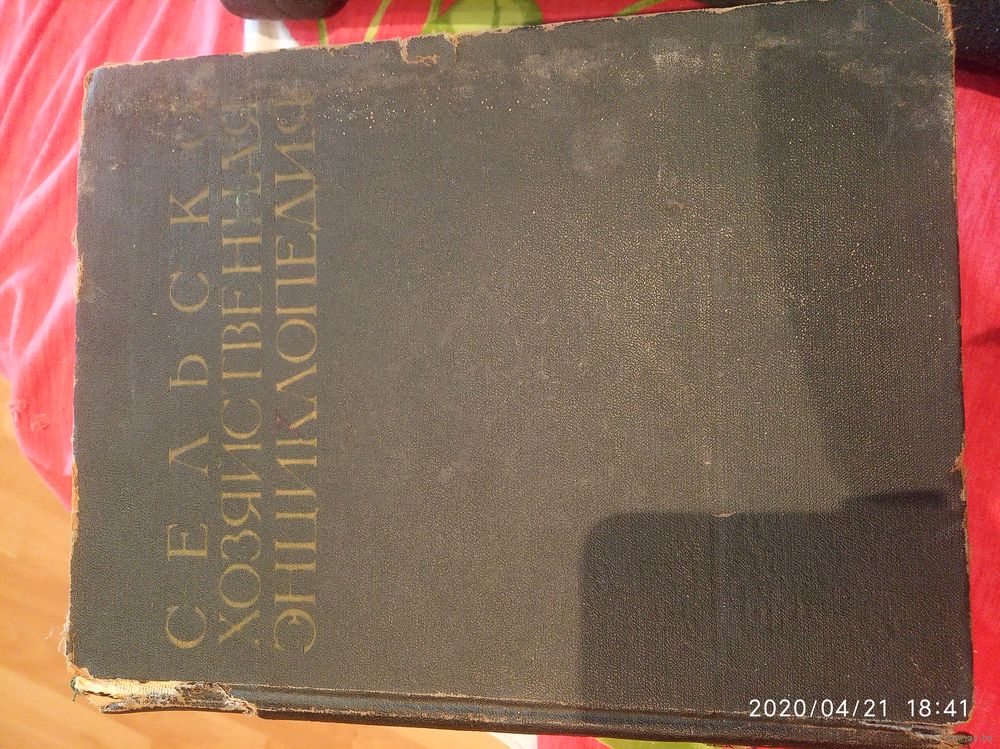 СЕЛЬСКО
ХОЗЯЙСТВЕННАЯ
ЭНЦИКЛОПЕДИЯ
2020/04/21 18:41